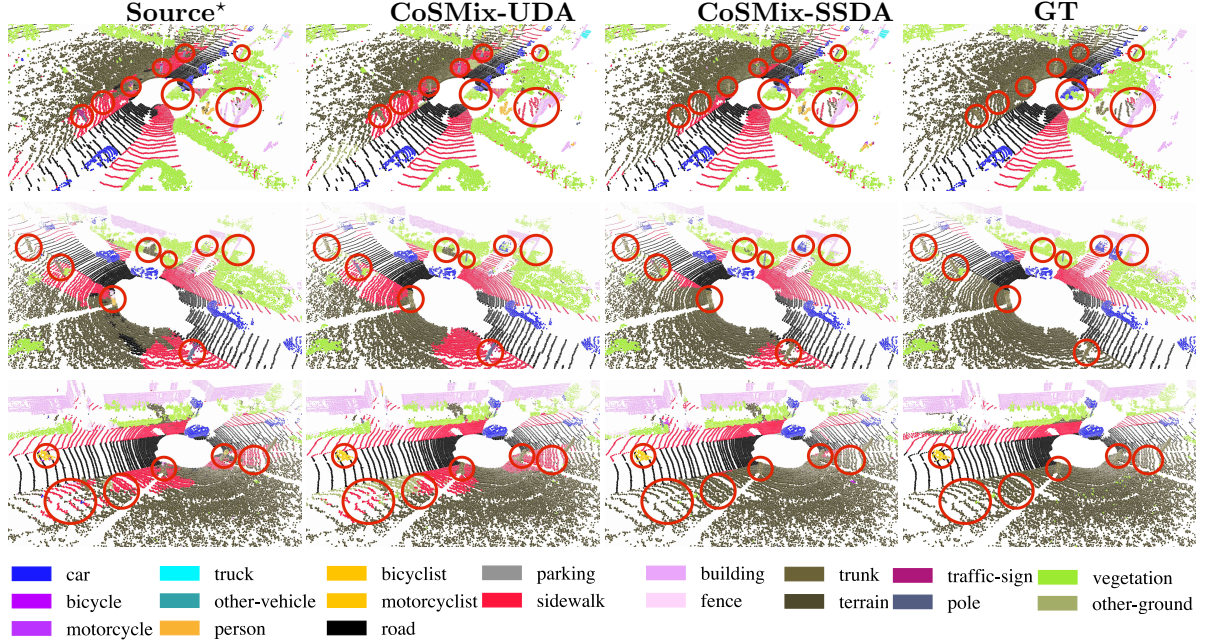 Source⋆ CoSMix-UDA CoSMix-SSDA GT
car truck bicyclist parking building trunk traffic-sign vegetation
bicycle other-vehicle motorcyclist sidewalk fence terrain pole other-ground
motorcycle person road